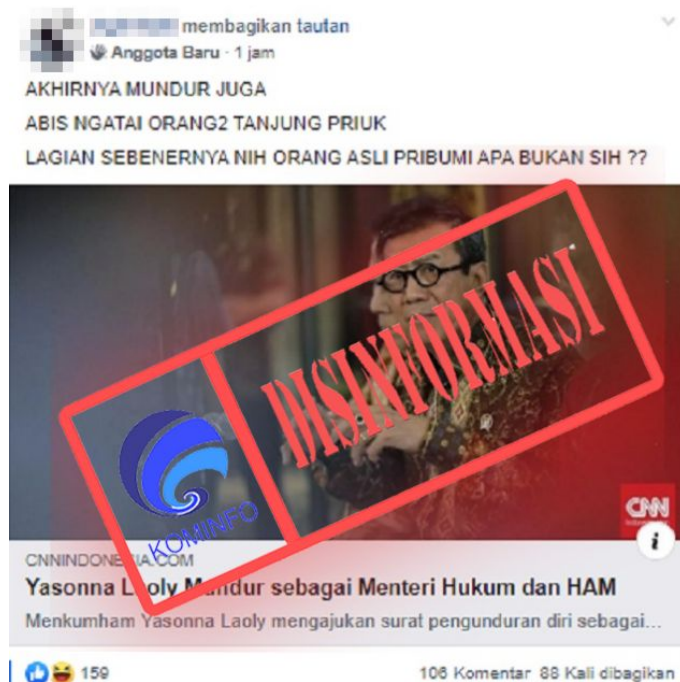 membagikan tautan
Anggota Baru · 1 jam
AKHIRNYA MUNDUR JUGA
ABIS NGATAI ORANG2 TANJUNG PRIUK
LAGIAN SEBENERNYA NIH ORANG ASLI PRIBUMI APA BUKAN SIH ??
DISINFORMASI
KOMINFO
CNN
CNNINDONESIA.COM
Yasonna Laoly Mundur sebagai Menteri Hukum dan HAM
Menkumham Yasonna Laoly mengajukan surat pengunduran diri sebagai...
159
106 Komentar 88 Kali dibagikan